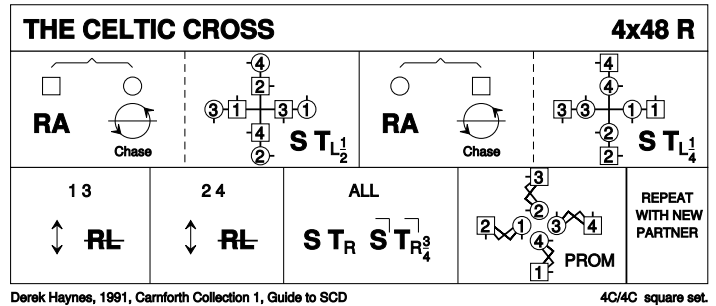 THE CELTIC CROSS 4x48 R
RA
Chase
4
2
3 1 3 1
4
2
S T L 1/2
RA
Chase
4
4
3 3 1 1
2
2
S T L 1/4
1 3
RL
2 4
RL
ALL
S TR S TR 3/4
3
2
2 1 3 4
4
1
PROM
REPEAT
WITH NEW
PARTNER
Derek Haynes, 1991, Carnforth Collection 1, Guide to SCD 4C/4C square set.